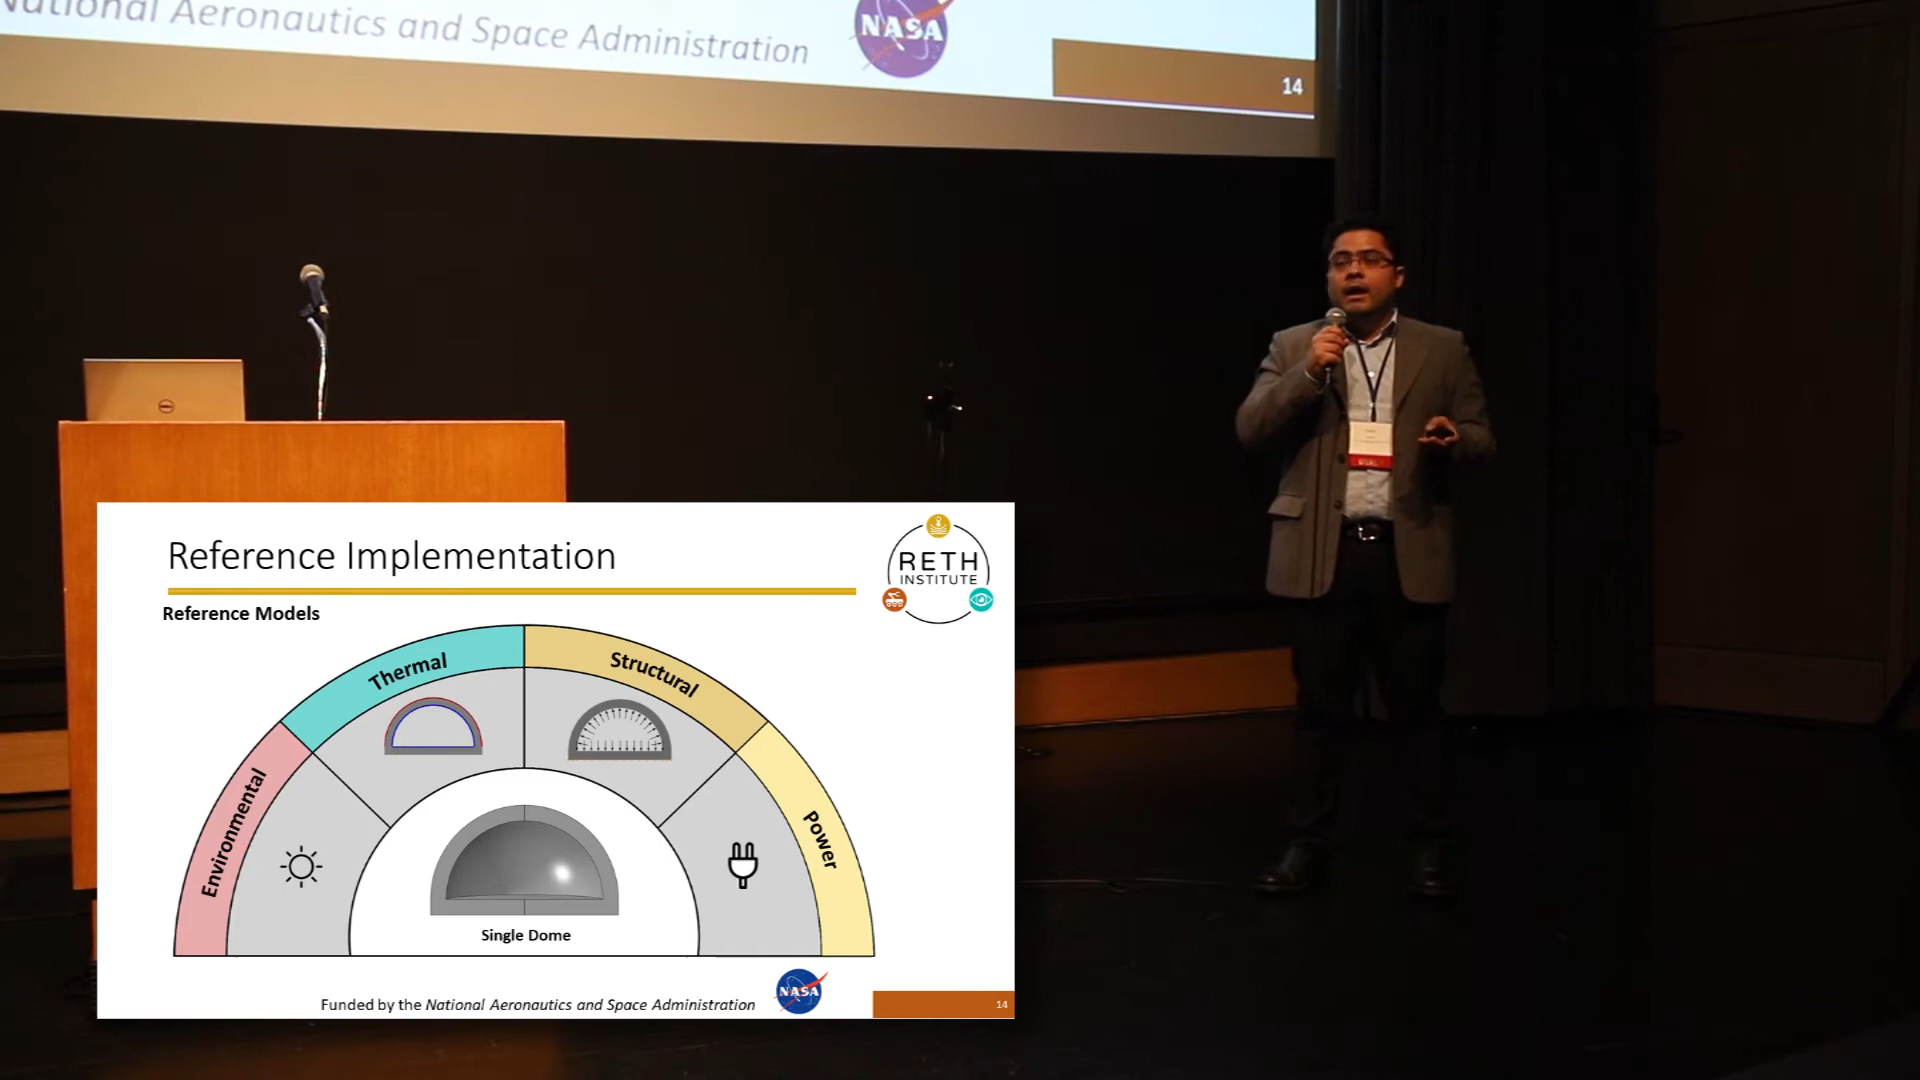 National Aeronautics and Space Administration
NASA
14
Reference Implementation
RETH
INSTITUTE
Reference Models
Thermal
Structural
Environmental
Power
Single Dome
Funded by the National Aeronautics and Space Administration
NASA
14